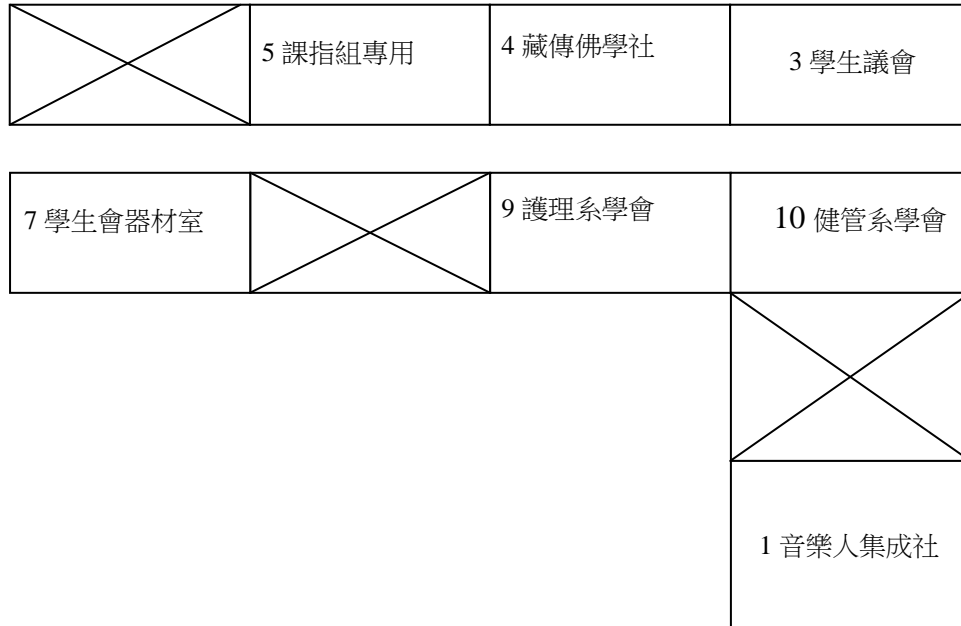 5 課指組專用
4 藏傳佛學社
3 學生議會
7 學生會器材室
9 護理系學會
10 健管系學會
1 音樂人集成社